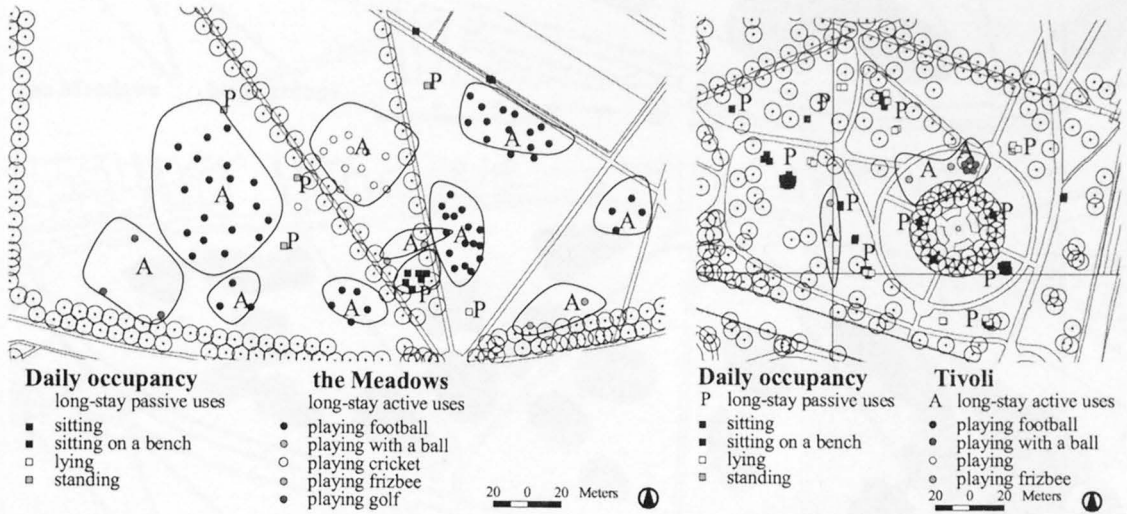 P
A
P
A
P
A
P
A
A
A
A
P
A
P
A
A
P
P
P
P
P
A
A
P
A
P
P
P
P
P
Daily occupancy
long-stay passive uses
sitting
sitting on a bench
lying
standing
the Meadows
long-stay active uses
playing football
playing with a ball
playing cricket
playing frizbee
playing golf
20 0 20 Meters
Daily occupancy
P long-stay passive uses
sitting
sitting on a bench
lying
standing
Tivoli
A long-stay active uses
playing football
playing with a ball
playing
playing frizbee
20 0 20 Meters